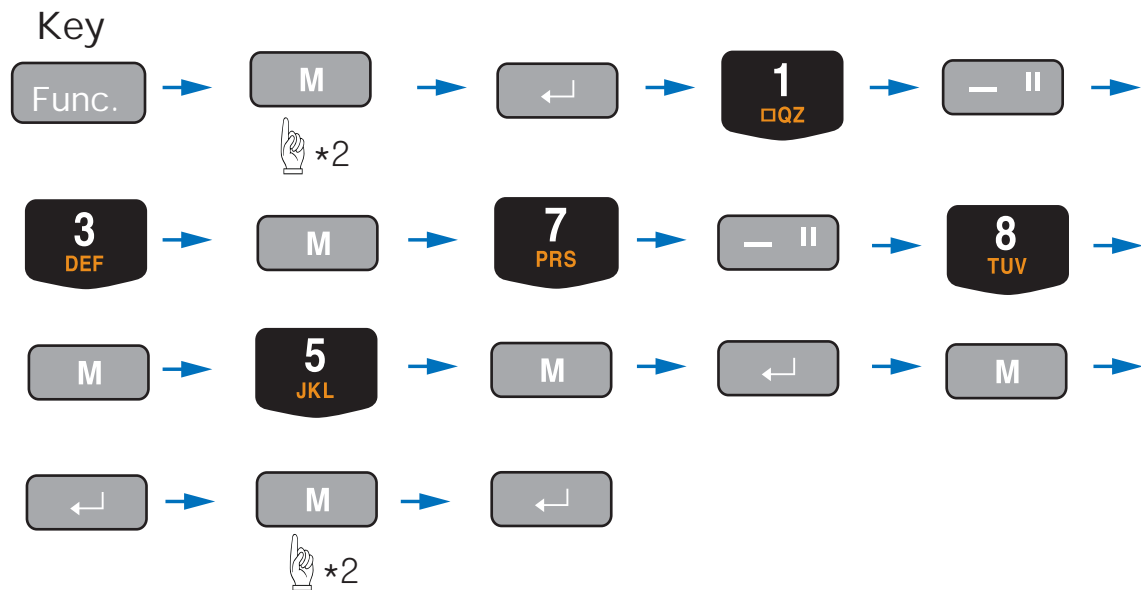 Key
Func. M ↵ 1 − "
□QZ
*2
3 M 7 − " 8
DEF PRS TUV
M 5 M ↵ M
JKL
↵ M ↵
*2